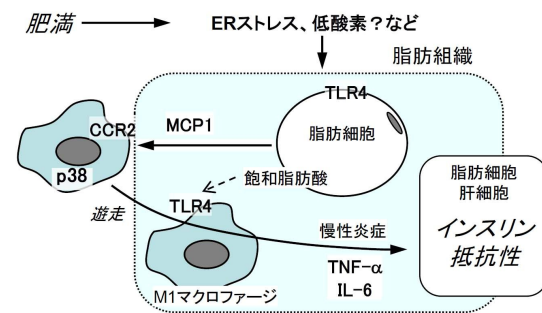 肥満
ERストレス、低酸素？など
脂肪組織
TLR4
脂肪細胞
CCR2
MCP1
p38
飽和脂肪酸
TLR4
遊走
慢性炎症
TNF-α
IL-6
M1マクロファージ
脂肪細胞
肝細胞
インスリン
抵抗性